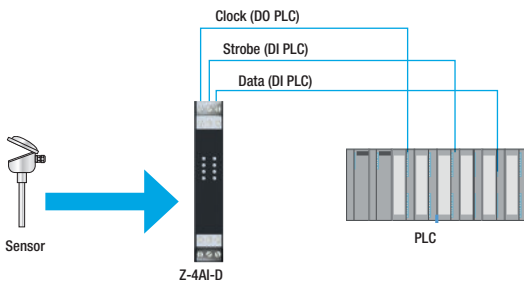 Clock (DO PLC)
Strobe (DI PLC)
Data (DI PLC)
Sensor
Z-4AI-D
PLC